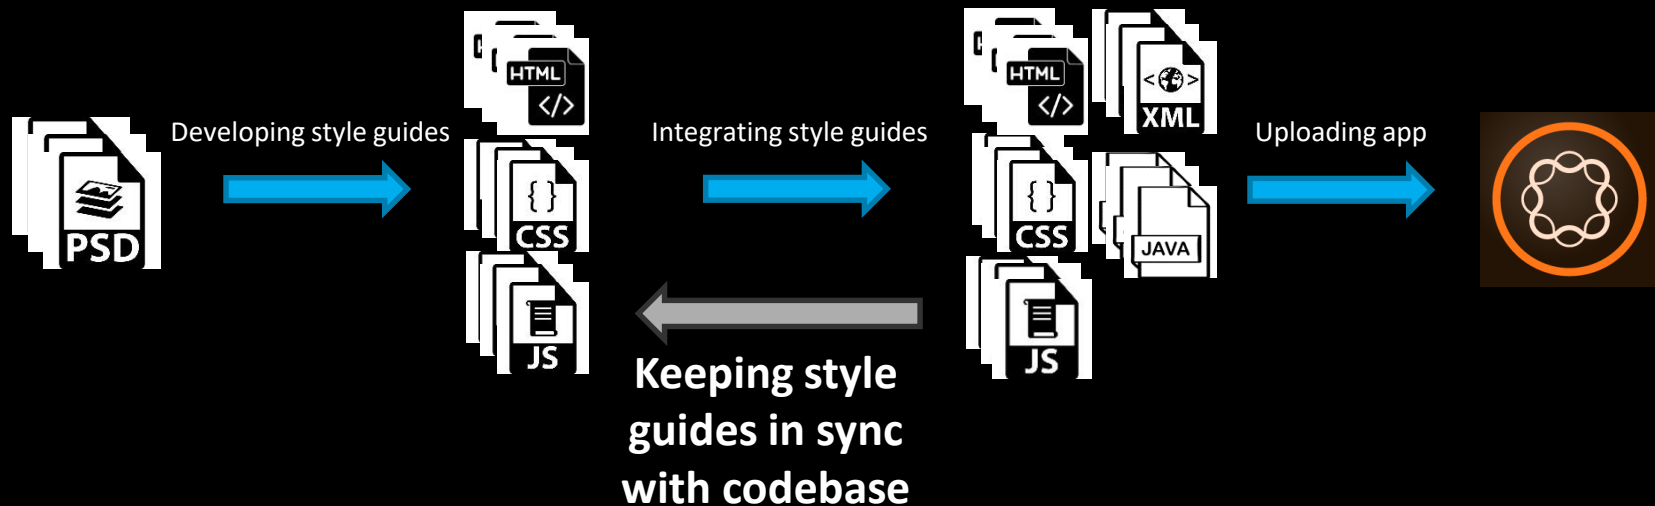 PSD
Developing style guides
HTML
</>
{ }
CSS
JS
Integrating style guides
Keeping style
guides in sync
with codebase
HTML
</>
< >
XML
{ }
CSS
JAVA
JS
Uploading app